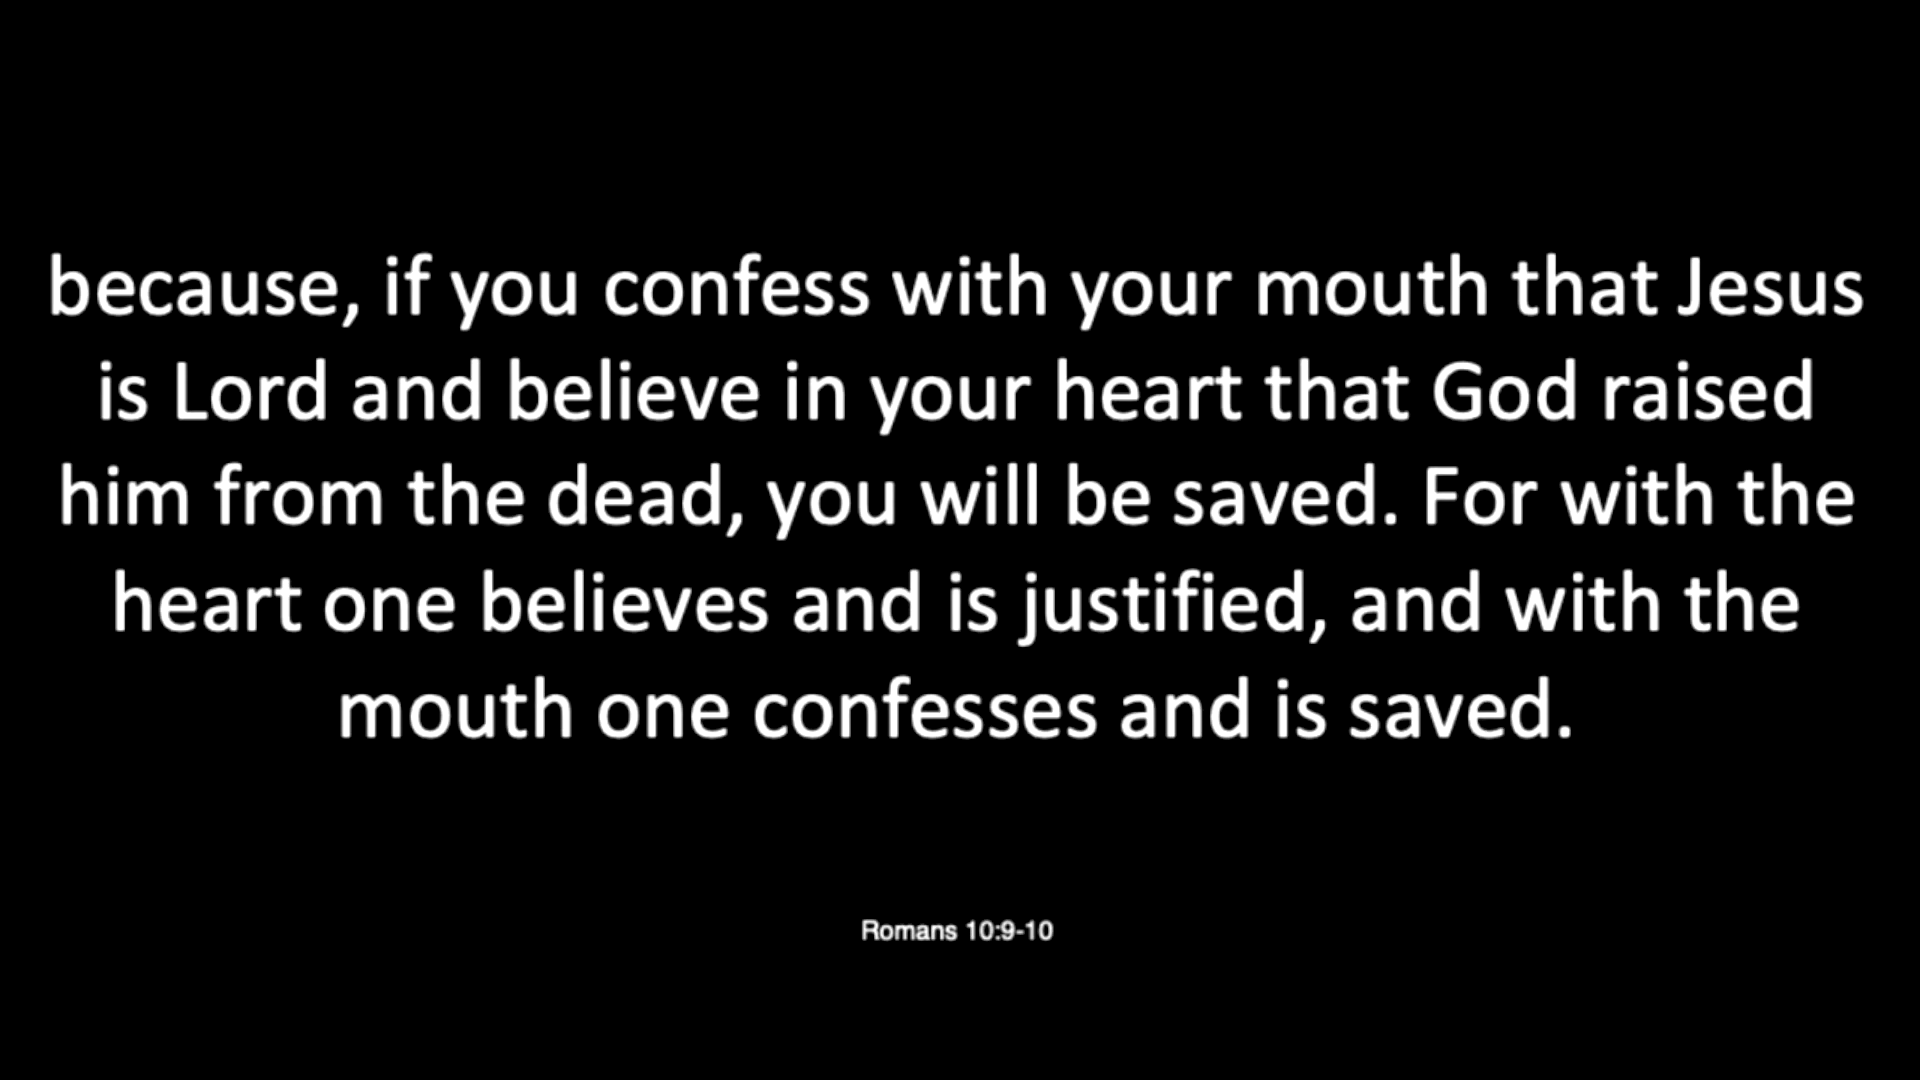 because, if you confess with your mouth that Jesus
is Lord and believe in your heart that God raised
him from the dead, you will be saved. For with the
heart one believes and is justified, and with the
mouth one confesses and is saved.
Romans 10:9-10